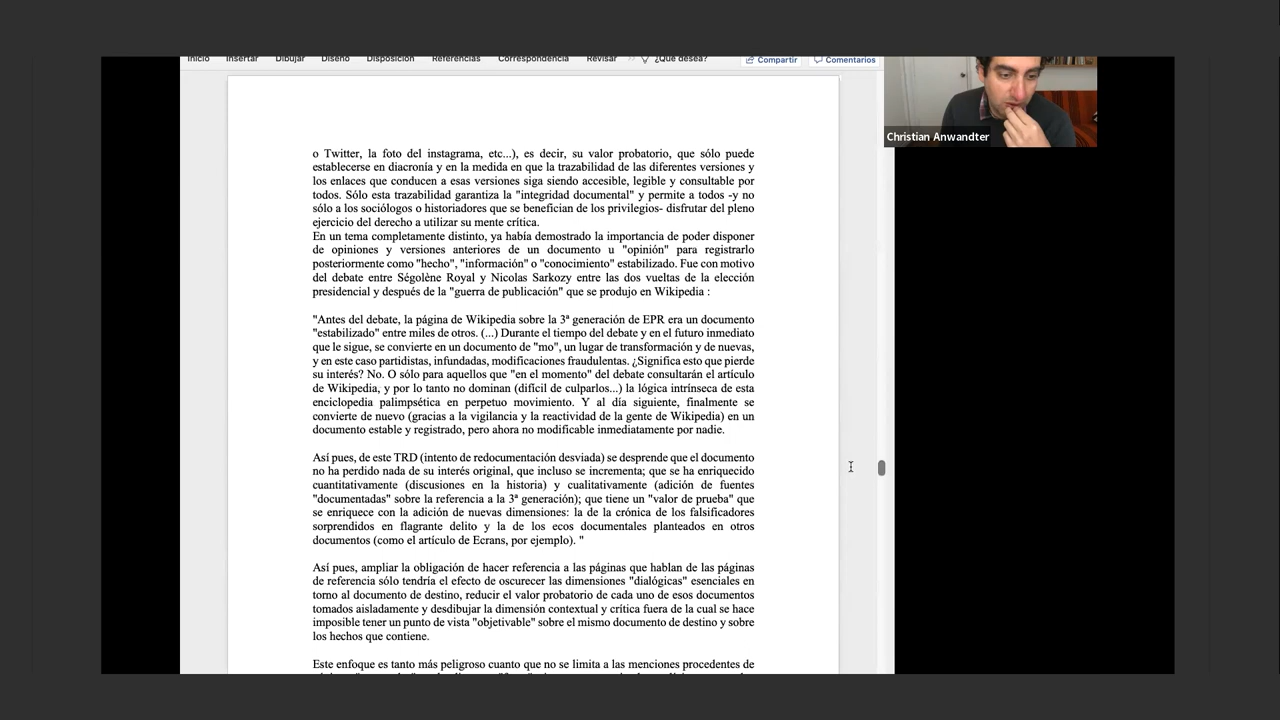 Inicio Insertar Dibujar Diseño Disposición Referencias Correspondencia Revisar ¿Qué desea? Compartir Comentarios
Christian Anwandter
o Twitter, la foto del instagrama, etc...), es decir, su valor probatorio, que sólo puede
establecerse en diacronía y en la medida en que la trazabilidad de las diferentes versiones y
los enlaces que conducen a esas versiones siga siendo accesible, legible y consultable por
todos. Sólo esta trazabilidad garantiza la "integridad documental" y permite a todos -y no
sólo a los sociólogos o historiadores que se benefician de los privilegios- disfrutar del pleno
ejercicio del derecho a utilizar su mente crítica.
En un tema completamente distinto, ya había demostrado la importancia de poder disponer
de opiniones y versiones anteriores de un documento u "opinión" para registrarlo
posteriormente como "hecho", "información" o "conocimiento" estabilizado. Fue con motivo
del debate entre Ségolène Royal y Nicolas Sarkozy entre las dos vueltas de la elección
presidencial y después de la "guerra de publicación" que se produjo en Wikipedia :
"Antes del debate, la página de Wikipedia sobre la 3ª generación de EPR era un documento
"estabilizado" entre miles de otros. (...) Durante el tiempo del debate y en el futuro inmediato
que le sigue, se convierte en un documento de "mo", un lugar de transformación y de nuevas,
y en este caso partidistas, infundadas, modificaciones fraudulentas. ¿Significa esto que pierde
su interés? No. O sólo para aquellos que "en el momento" del debate consultarán el artículo
de Wikipedia, y por lo tanto no dominan (difícil de culparlos...) la lógica intrínseca de esta
enciclopedia palimpsética en perpetuo movimiento. Y al día siguiente, finalmente se
convierte de nuevo (gracias a la vigilancia y la reactividad de la gente de Wikipedia) en un
documento estable y registrado, pero ahora no modificable inmediatamente por nadie.
Así pues, de este TRD (intento de redocumentación desviada) se desprende que el documento
no ha perdido nada de su interés original, que incluso se incrementa; que se ha enriquecido
cuantitativamente (discusiones en la historia) y cualitativamente (adición de fuentes
"documentadas" sobre la referencia a la 3ª generación); que tiene un "valor de prueba" que
se enriquece con la adición de nuevas dimensiones: la de la crónica de los falsificadores
sorprendidos en flagrante delito y la de los ecos documentales planteados en otros
documentos (como el artículo de Ecrans, por ejemplo). "
Así pues, ampliar la obligación de hacer referencia a las páginas que hablan de las páginas
de referencia sólo tendría el efecto de oscurecer las dimensiones "dialógicas" esenciales en
torno al documento de destino, reducir el valor probatorio de cada uno de esos documentos
tomados aisladamente y desdibujar la dimensión contextual y crítica fuera de la cual se hace
imposible tener un punto de vista "objetivable" sobre el mismo documento de destino y sobre
los hechos que contiene.
Este enfoque es tanto más peligroso cuanto que no se limita a las menciones procedentes de